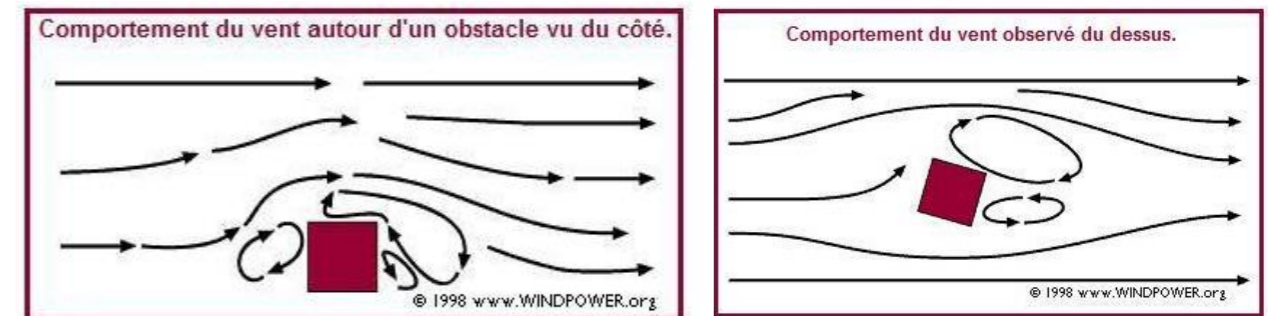 Comportement du vent autour d'un obstacle vu du côté.
© 1998 www.WINDPOWER.org
Comportement du vent observé du dessus.
© 1998 www.WINDPOWER.org